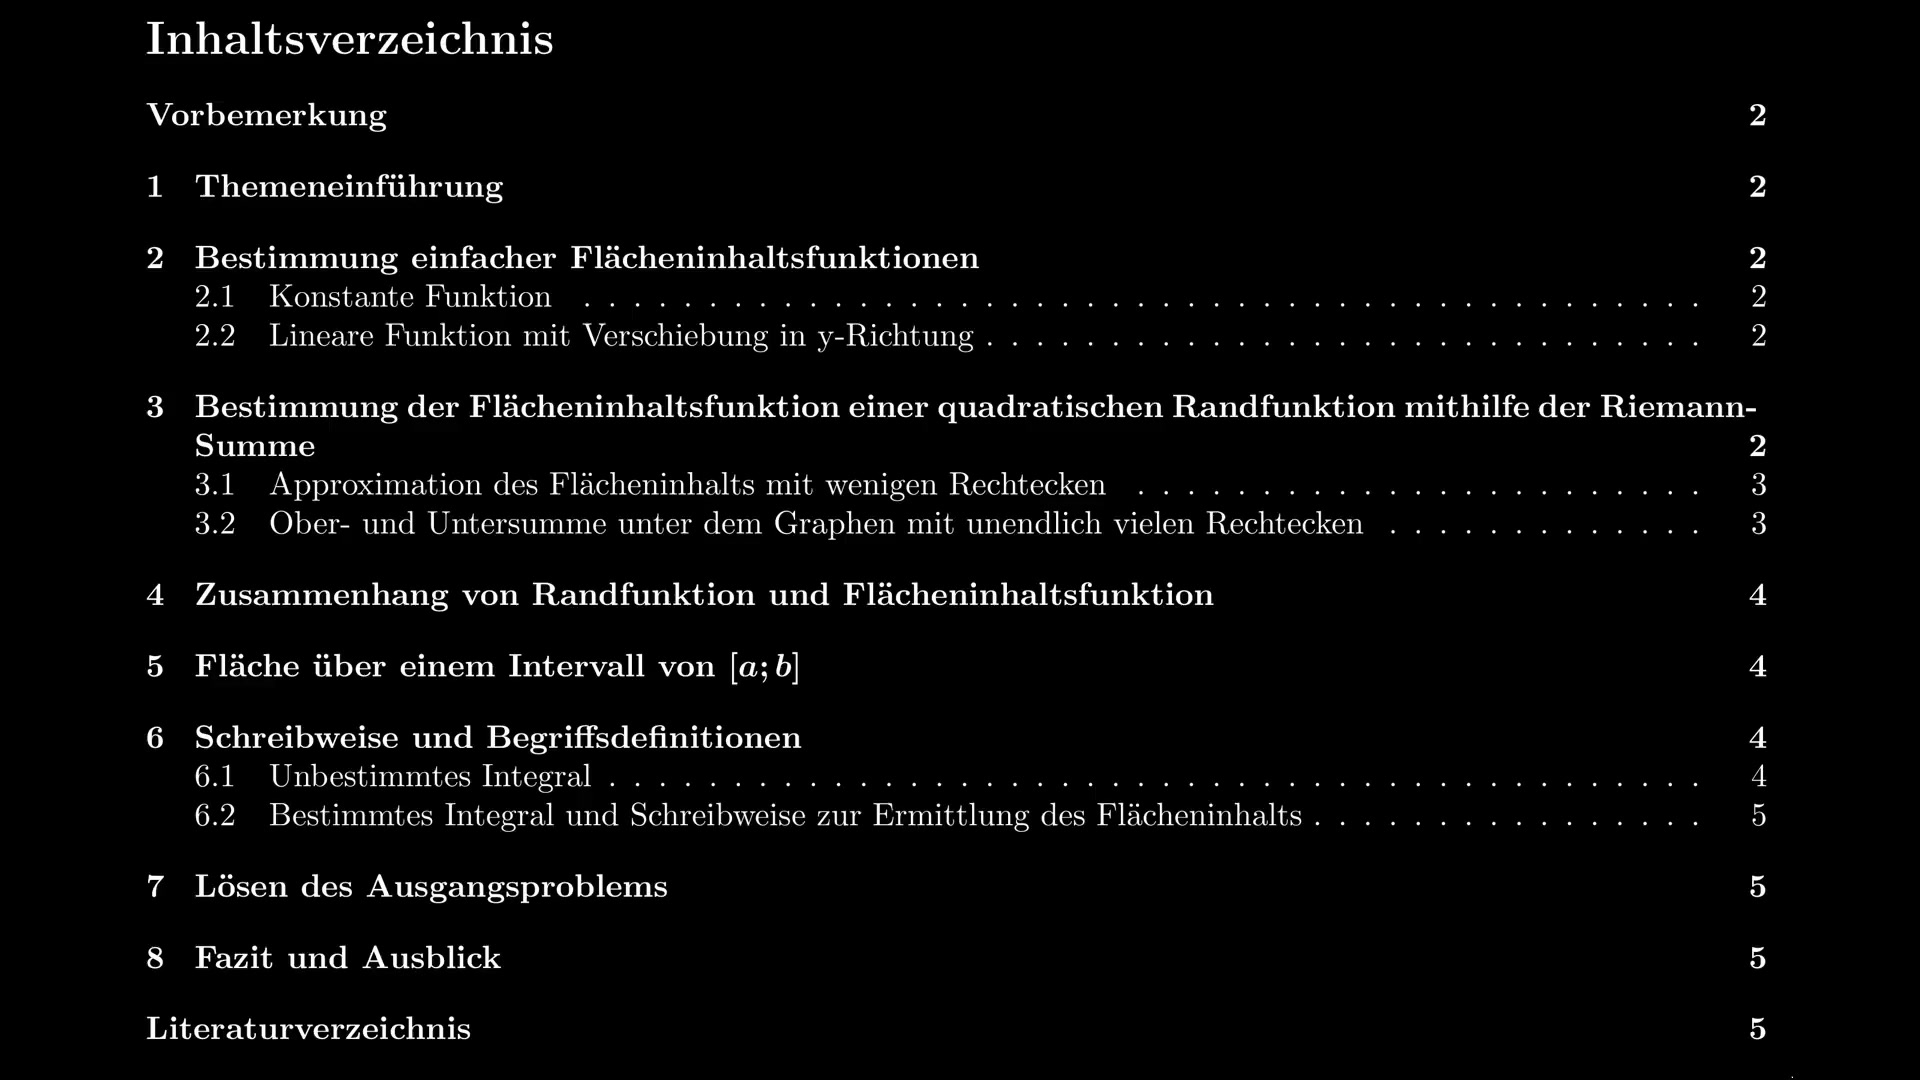 Inhaltsverzeichnis
Vorbemerkung 2
1 Themeneinführung 2
2 Bestimmung einfacher Flächeninhaltsfunktionen 2
2.1 Konstante Funktion . . . . . . . . . . . . . . . . . . . . . . . . . . . . . . . . . . . . . . . . . . . . . 2
2.2 Lineare Funktion mit Verschiebung in y-Richtung . . . . . . . . . . . . . . . . . . . . . . . . . . . . . 2
3 Bestimmung der Flächeninhaltsfunktion einer quadratischen Randfunktion mithilfe der Riemann-
Summe 2
3.1 Approximation des Flächeninhalts mit wenigen Rechtecken . . . . . . . . . . . . . . . . . . . . . . . 3
3.2 Ober- und Untersumme unter dem Graphen mit unendlich vielen Rechtecken . . . . . . . . . . . . . 3
4 Zusammenhang von Randfunktion und Flächeninhaltsfunktion 4
5 Fläche über einem Intervall von [a; b] 4
6 Schreibweise und Begriffsdefinitionen 4
6.1 Unbestimmtes Integral . . . . . . . . . . . . . . . . . . . . . . . . . . . . . . . . . . . . . . . . . . . . 4
6.2 Bestimmtes Integral und Schreibweise zur Ermittlung des Flächeninhalts . . . . . . . . . . . . . . . . 5
7 Lösen des Ausgangsproblems 5
8 Fazit und Ausblick 5
Literaturverzeichnis 5